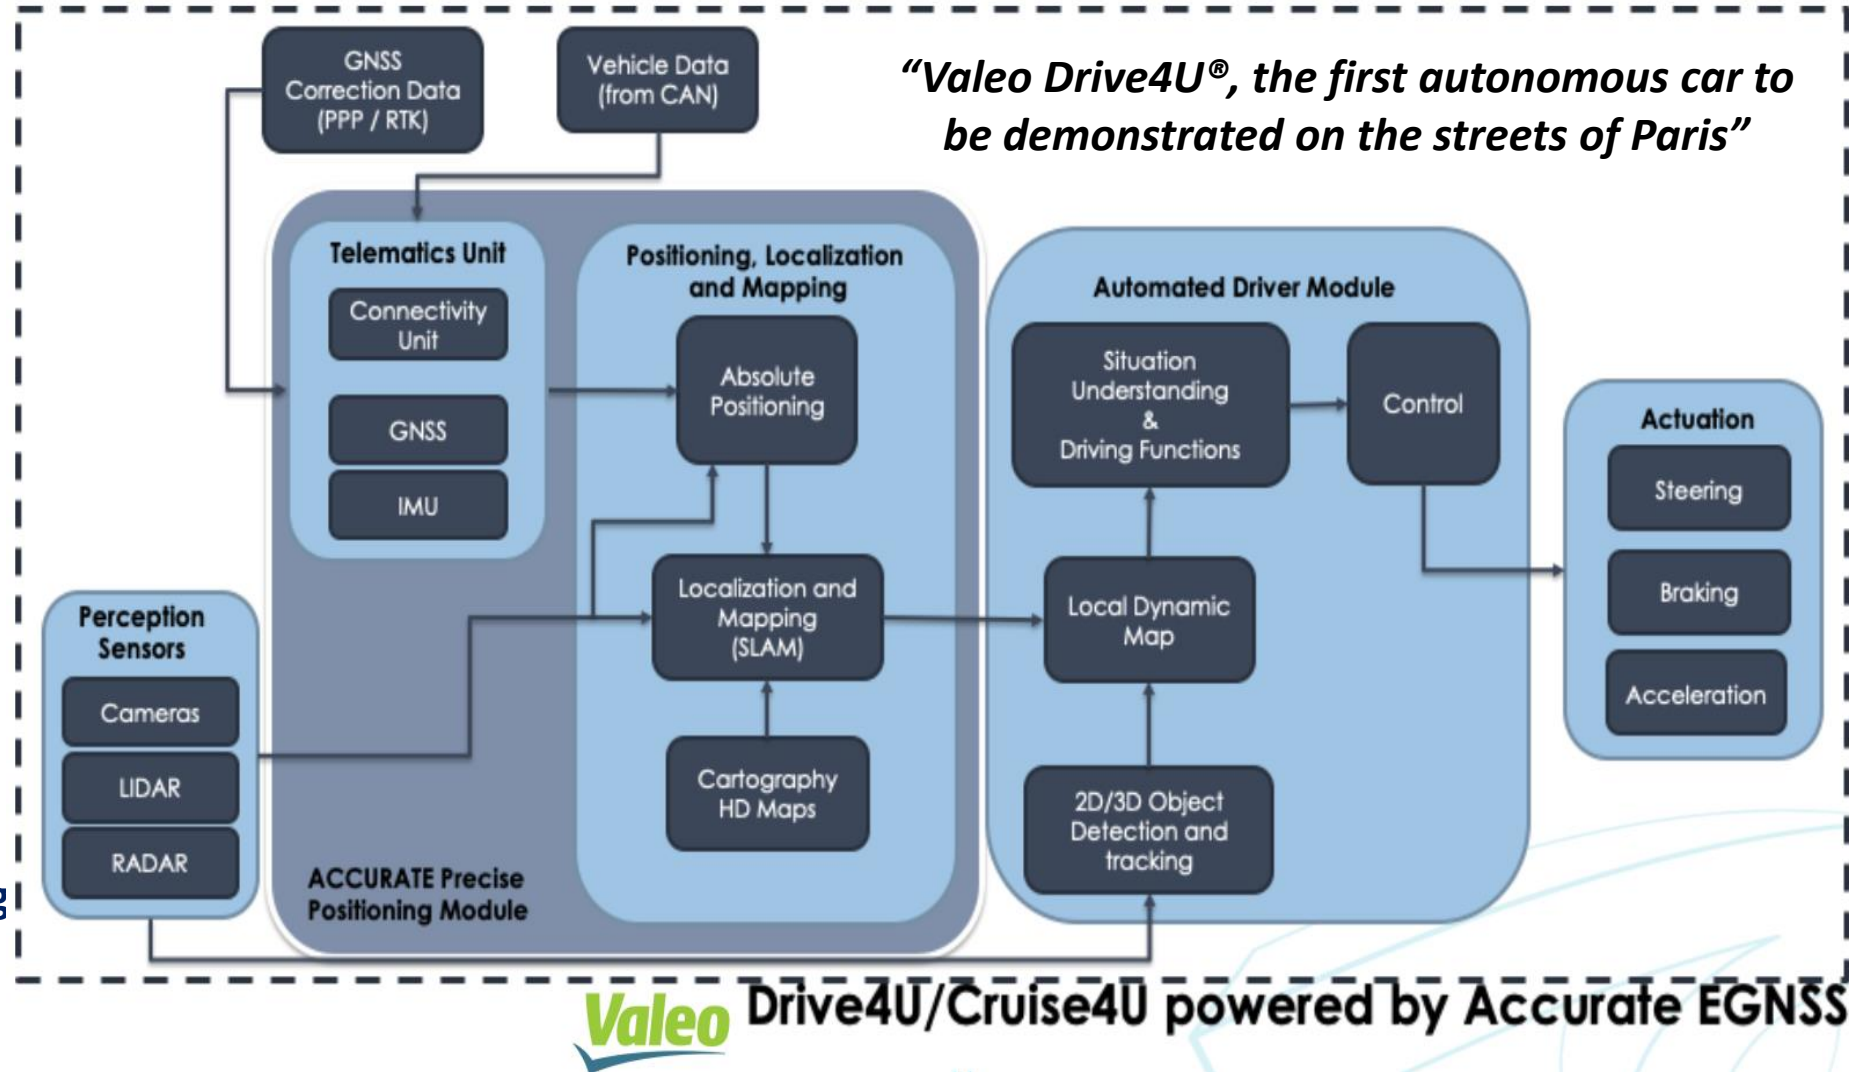 GNSS
Correction Data
(PPP / RTK)
Vehicle Data
(from CAN)
“Valeo Drive4U®, the first autonomous car to
be demonstrated on the streets of Paris”
Telematics Unit
Connectivity
Unit
GNSS
IMU
Positioning, Localization
and Mapping
Absolute
Positioning
Localization and
Mapping
(SLAM)
Cartography
HD Maps
ACCURATE Precise
Positioning Module
Perception
Sensors
Cameras
LIDAR
RADAR
Automated Driver Module
Situation
Understanding
&
Driving Functions
Control
Local Dynamic
Map
2D/3D Object
Detection and
tracking
Actuation
Steering
Braking
Acceleration
Valeo Drive4U/Cruise4U powered by Accurate EGNSS